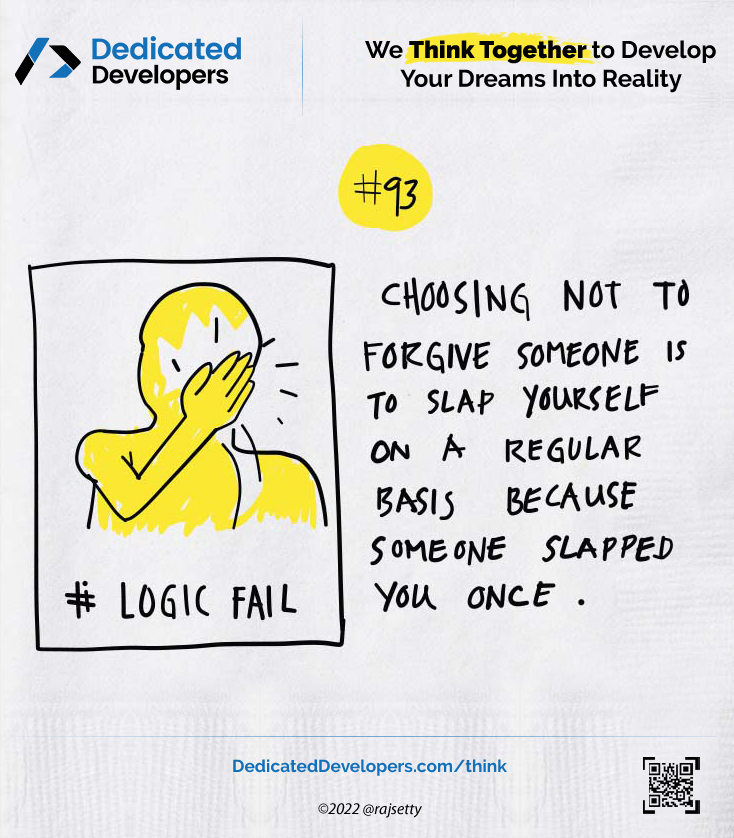 Dedicated
Developers
We Think Together to Develop
Your Dreams Into Reality
#93
CHOOSING NOT TO
FORGIVE SOMEONE IS
TO SLAP YOURSELF
ON A REGULAR
BASIS BECAUSE
SOMEONE SLAPPED
YOU ONCE.
# LOGIC FAIL
DedicatedDevelopers.com/think
©2022 @rajsetty